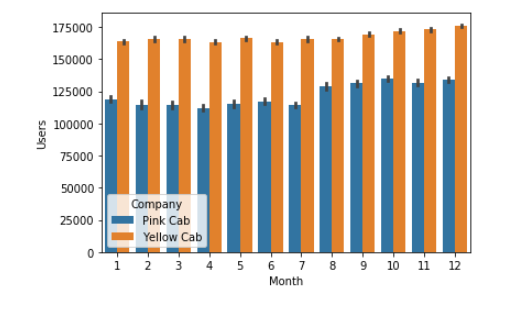 175000
150000
125000
100000
75000
50000
25000
0
Users
Company
Pink Cab
Yellow Cab
1 2 3 4 5 6 7 8 9 10 11 12
Month